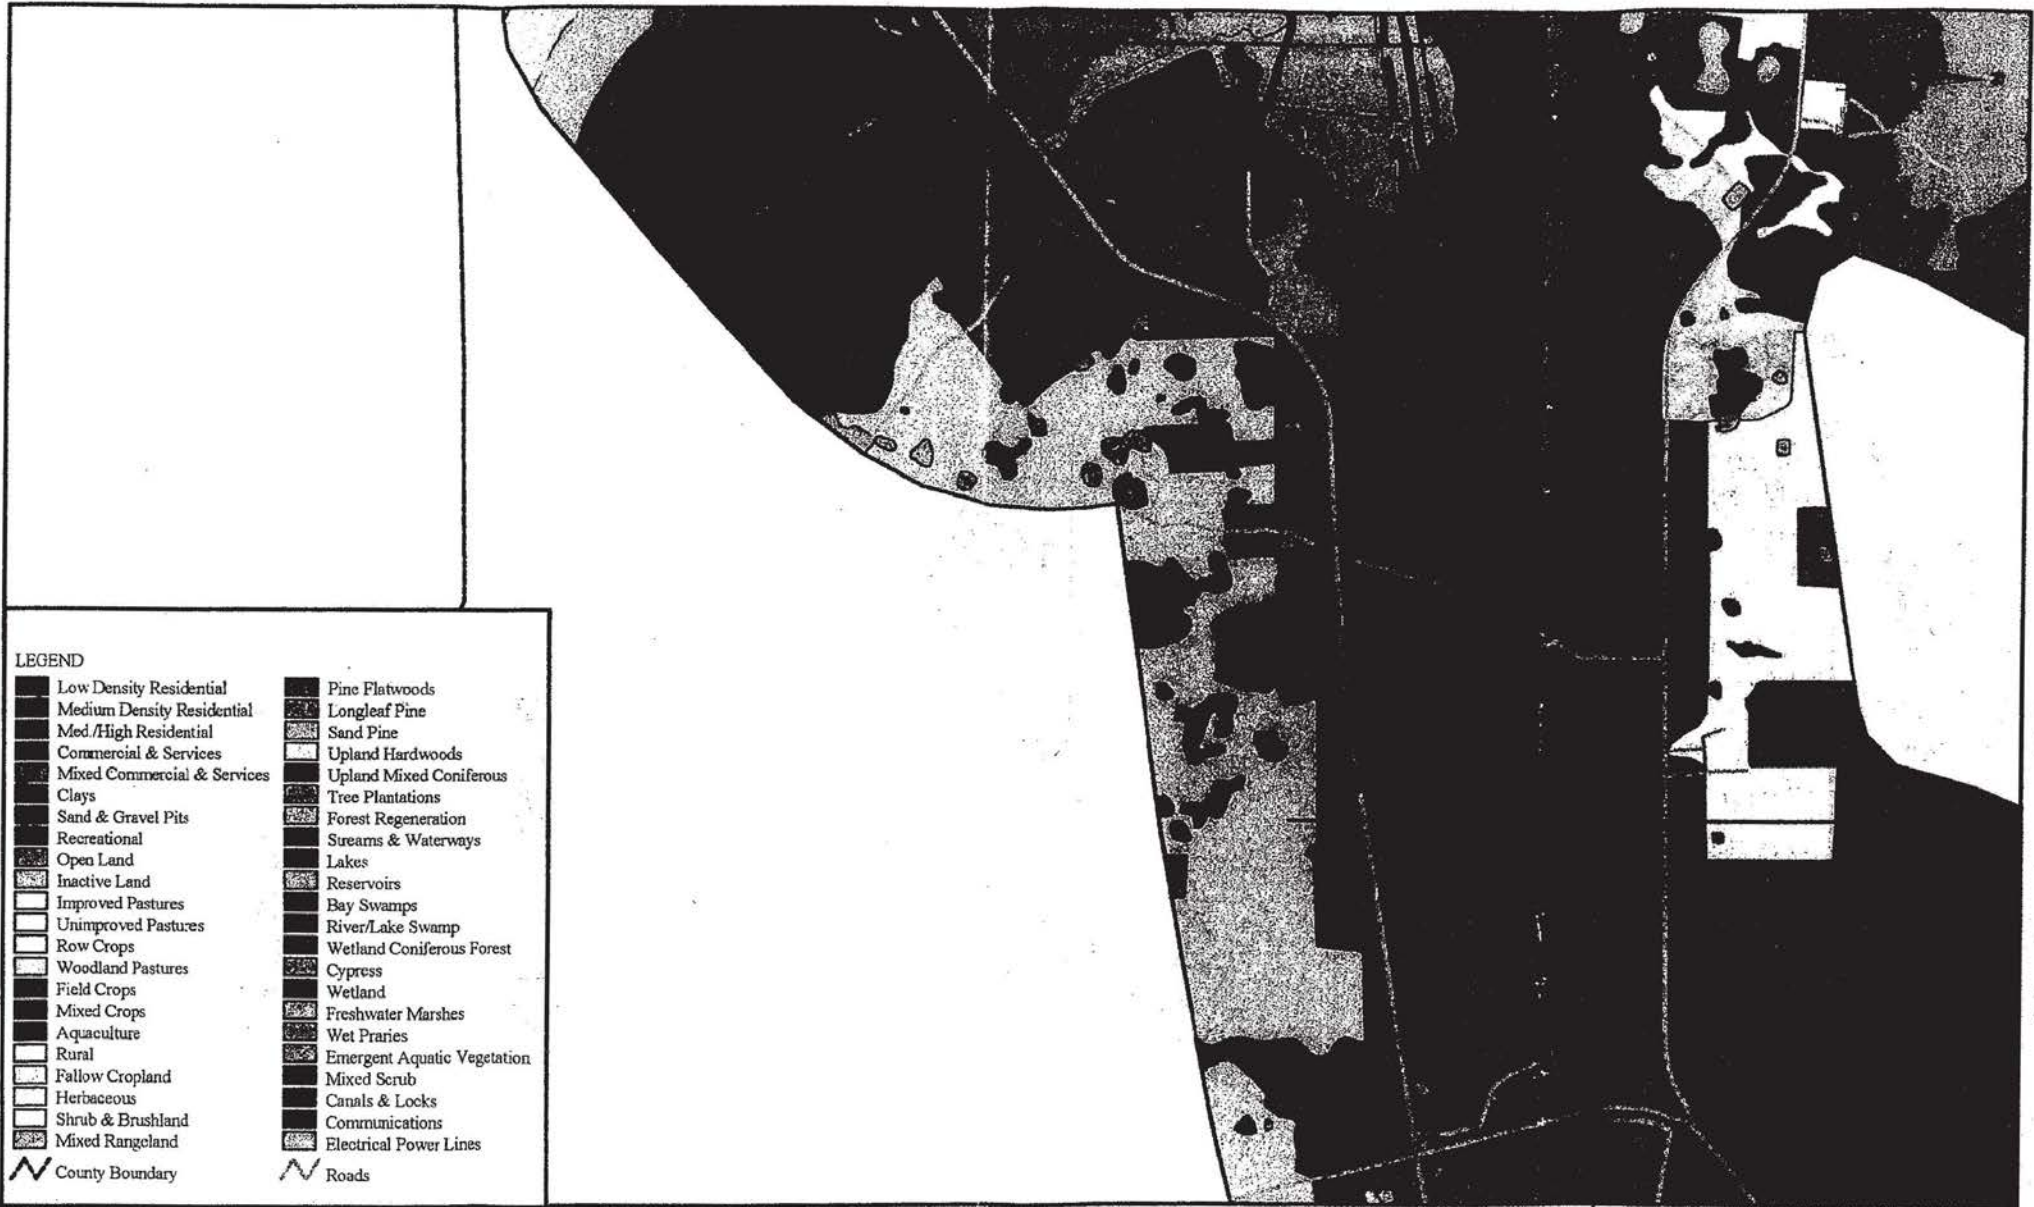 LEGEND
Low Density Residential
Medium Density Residential
Med./High Residential
Commercial & Services
Mixed Commercial & Services
Clays
Sand & Gravel Pits
Recreational
Open Land
Inactive Land
Improved Pastures
Unimproved Pastures
Row Crops
Woodland Pastures
Field Crops
Mixed Crops
Aquaculture
Rural
Fallow Cropland
Herbaceous
Shrub & Brushland
Mixed Rangeland
County Boundary
Pine Flatwoods
Longleaf Pine
Sand Pine
Upland Hardwoods
Upland Mixed Coniferous
Tree Plantations
Forest Regeneration
Streams & Waterways
Lakes
Reservoirs
Bay Swamps
River/Lake Swamp
Wetland Coniferous Forest
Cypress
Wetland
Freshwater Marshes
Wet Praries
Emergent Aquatic Vegetation
Mixed Scrub
Canals & Locks
Communications
Electrical Power Lines
Roads